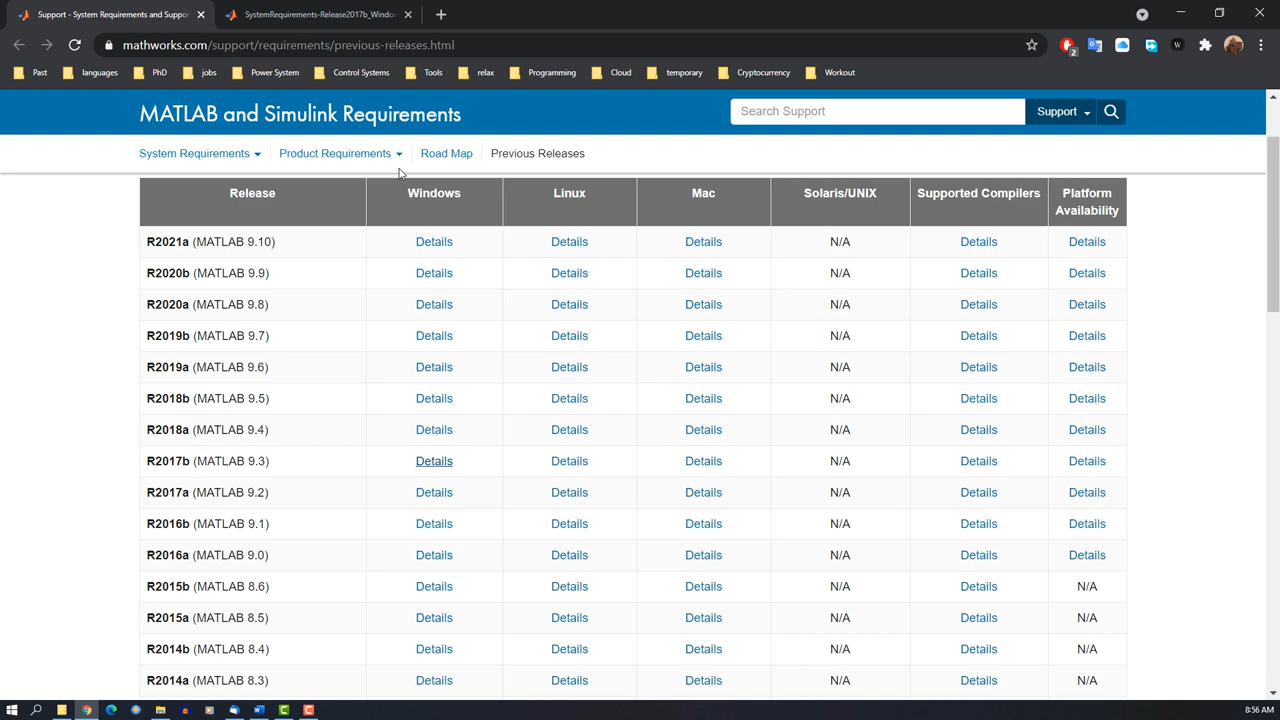 Support - System Requirements and Suppor
SystemRequirements-Release2017b_Window
mathworks.com/support/requirements/previous-releases.html
2
W
Past languages PhD jobs Power System Control Systems Tools relax Programming Cloud temporary Cryptocurrency Workout
MATLAB and Simulink Requirements
Search Support
Support
System Requirements Product Requirements Road Map Previous Releases
Release Windows Linux Mac Solaris/UNIX Supported Compilers Platform Availability
R2021a (MATLAB 9.10) Details Details Details N/A Details Details
R2020b (MATLAB 9.9) Details Details Details N/A Details Details
R2020a (MATLAB 9.8) Details Details Details N/A Details Details
R2019b (MATLAB 9.7) Details Details Details N/A Details Details
R2019a (MATLAB 9.6) Details Details Details N/A Details Details
R2018b (MATLAB 9.5) Details Details Details N/A Details Details
R2018a (MATLAB 9.4) Details Details Details N/A Details Details
R2017b (MATLAB 9.3) Details Details Details N/A Details Details
R2017a (MATLAB 9.2) Details Details Details N/A Details Details
R2016b (MATLAB 9.1) Details Details Details N/A Details Details
R2016a (MATLAB 9.0) Details Details Details N/A Details Details
R2015b (MATLAB 8.6) Details Details Details N/A Details N/A
R2015a (MATLAB 8.5) Details Details Details N/A Details N/A
R2014b (MATLAB 8.4) Details Details Details N/A Details N/A
R2014a (MATLAB 8.3) Details Details Details N/A Details N/A
8:56 AM